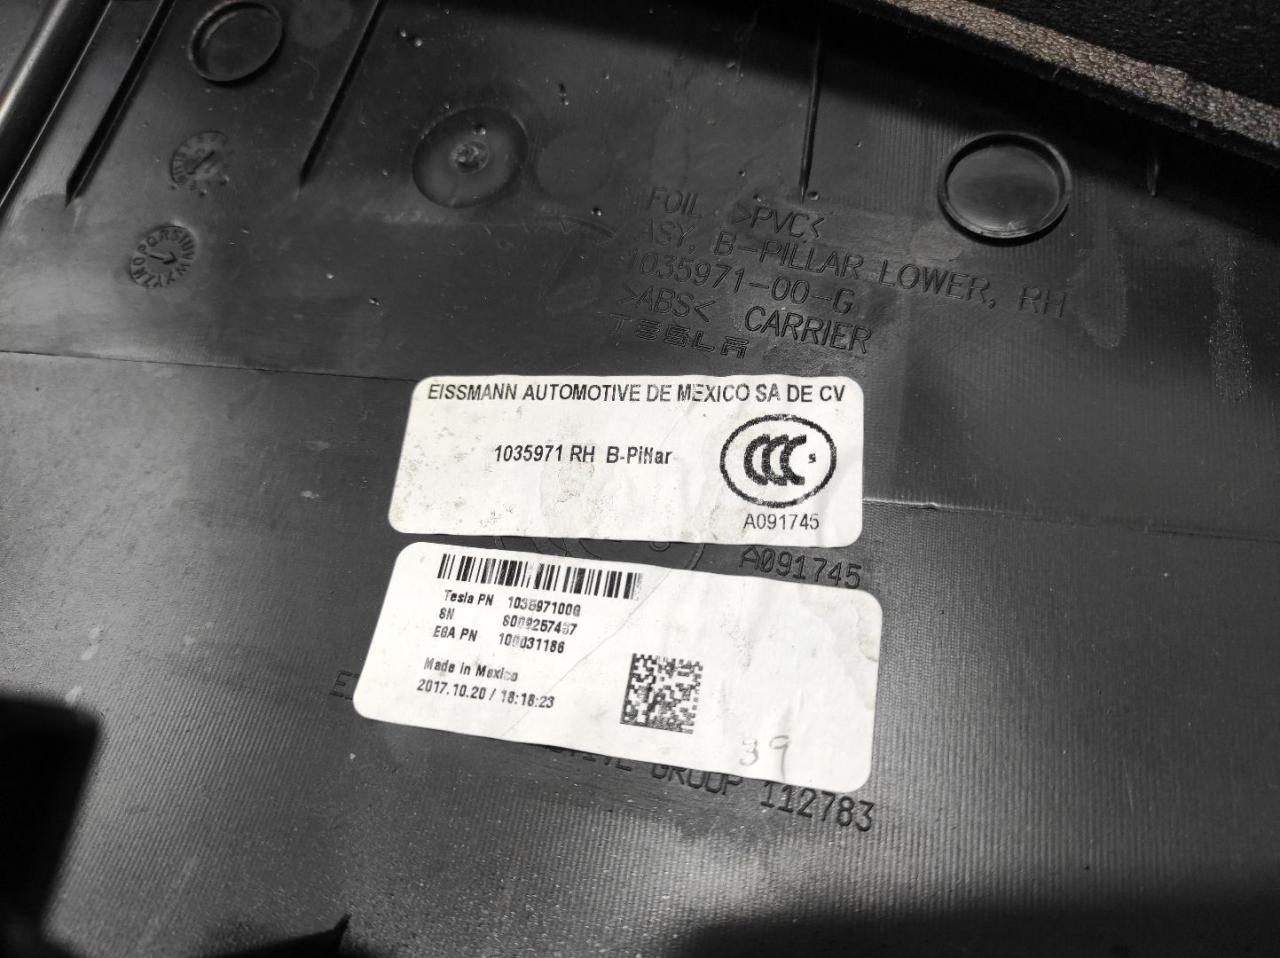 FOIL >PVC<
ASY, B-PILLAR LOWER, RH
1035971-00-G
>ABS< CARRIER
TESLA
EISSMANN AUTOMOTIVE DE MEXICO SA DE CV
1035971 RH B-Pillar
CCC S
A091745
A091745
Tesla PN 103597100G
SN
EGA PN 100031186
Made in Mexico
2017.10.20 / 18:18:23
39
GROUP 112783